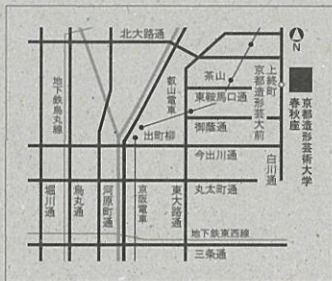 北大路通
N
地下鉄烏丸線
叡山電車
茶山
東鞍馬口通
御蔭通
上終町
京都造形芸大前
京都造形芸術大学
春秋座
出町柳
今出川通
白川通
丸太町通
堀川通
烏丸通
河原町通
京阪電車
東大路通
地下鉄東西線
三条通